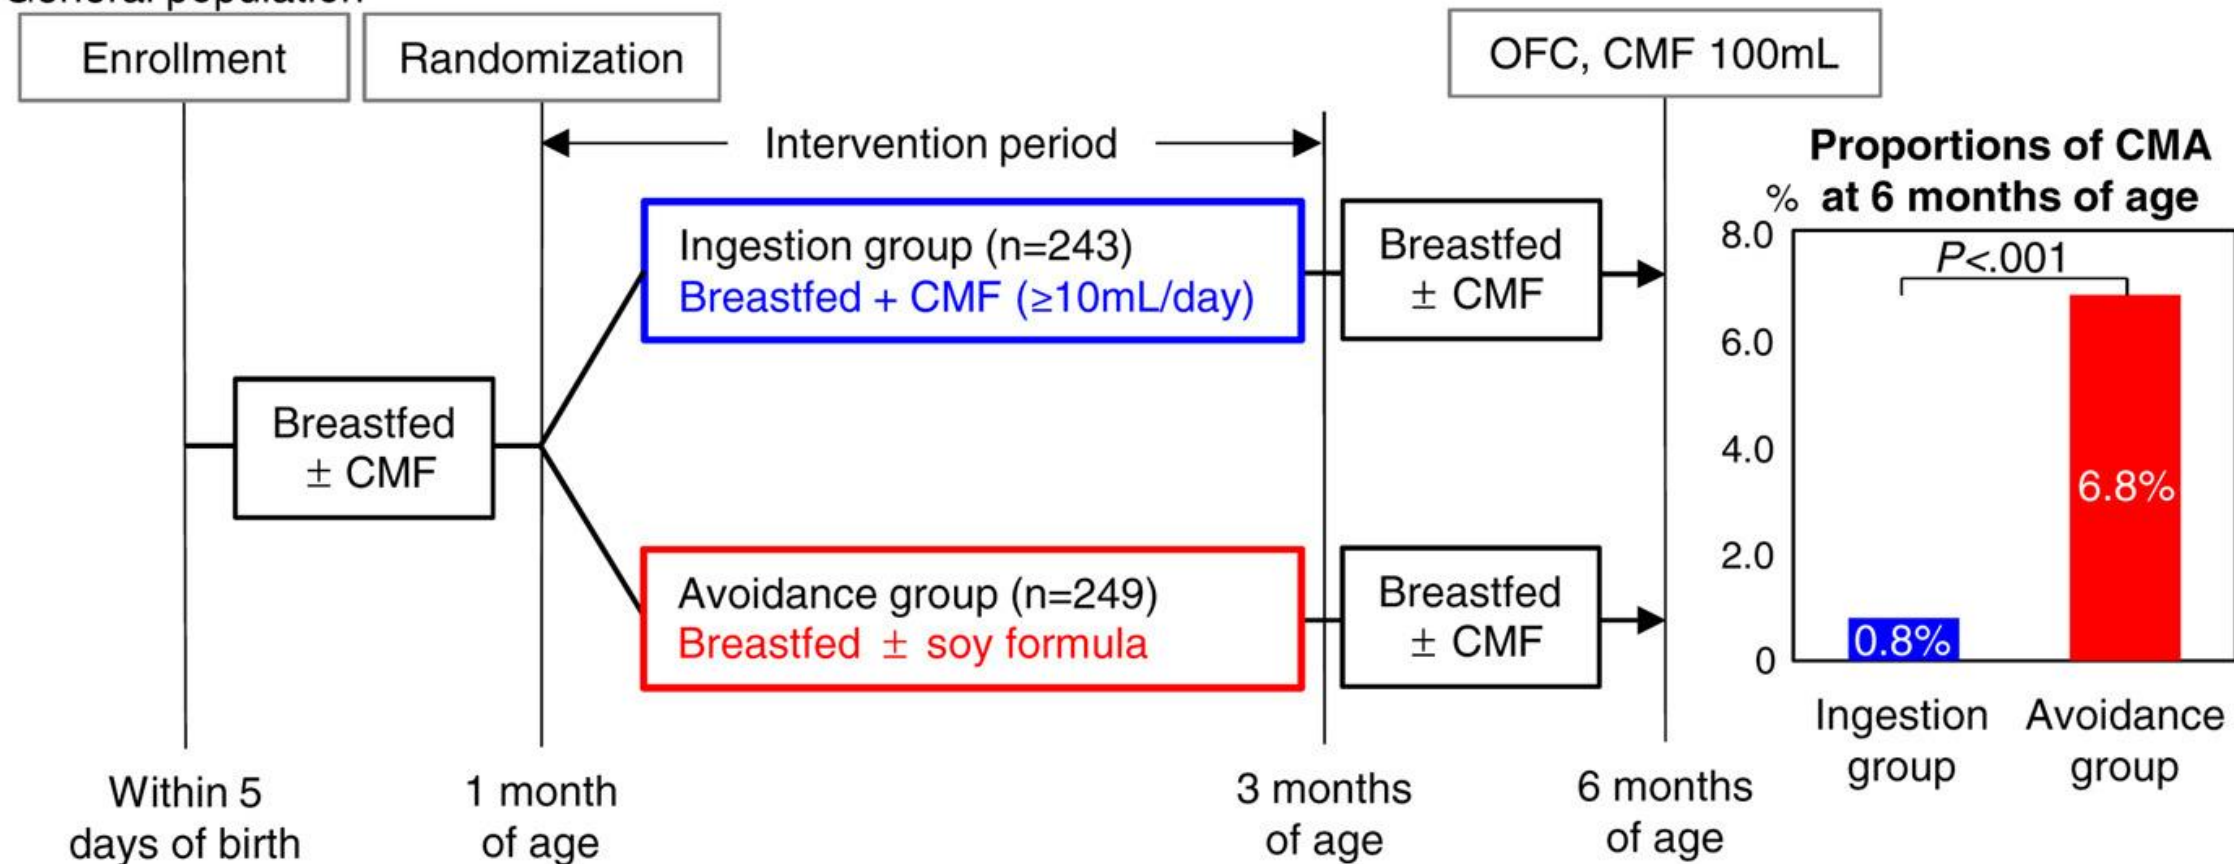 General population
Enrollment
Randomization
OFC, CMF 100mL
Intervention period
Ingestion group (n=243)
Breastfed + CMF (≥10mL/day)
Breastfed
± CMF
Breastfed
± CMF
Avoidance group (n=249)
Breastfed ± soy formula
Breastfed
± CMF
Within 5
days of birth
1 month
of age
3 months
of age
6 months
of age
Proportions of CMA
% at 6 months of age
8.0
P<.001
6.0
4.0
6.8%
2.0
0.8%
0
Ingestion
group
Avoidance
group